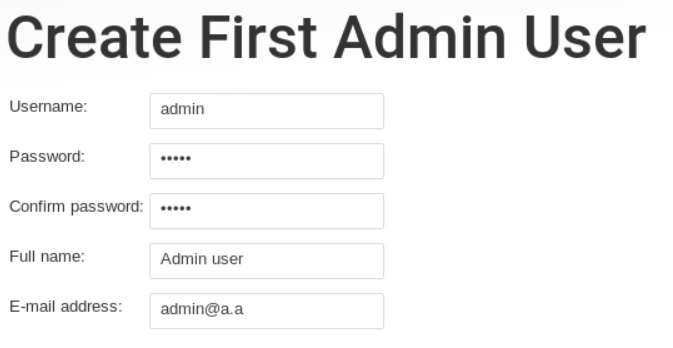 Create First Admin User
Username: admin
Password: •••••
Confirm password: •••••
Full name: Admin user
E-mail address: admin@a.a